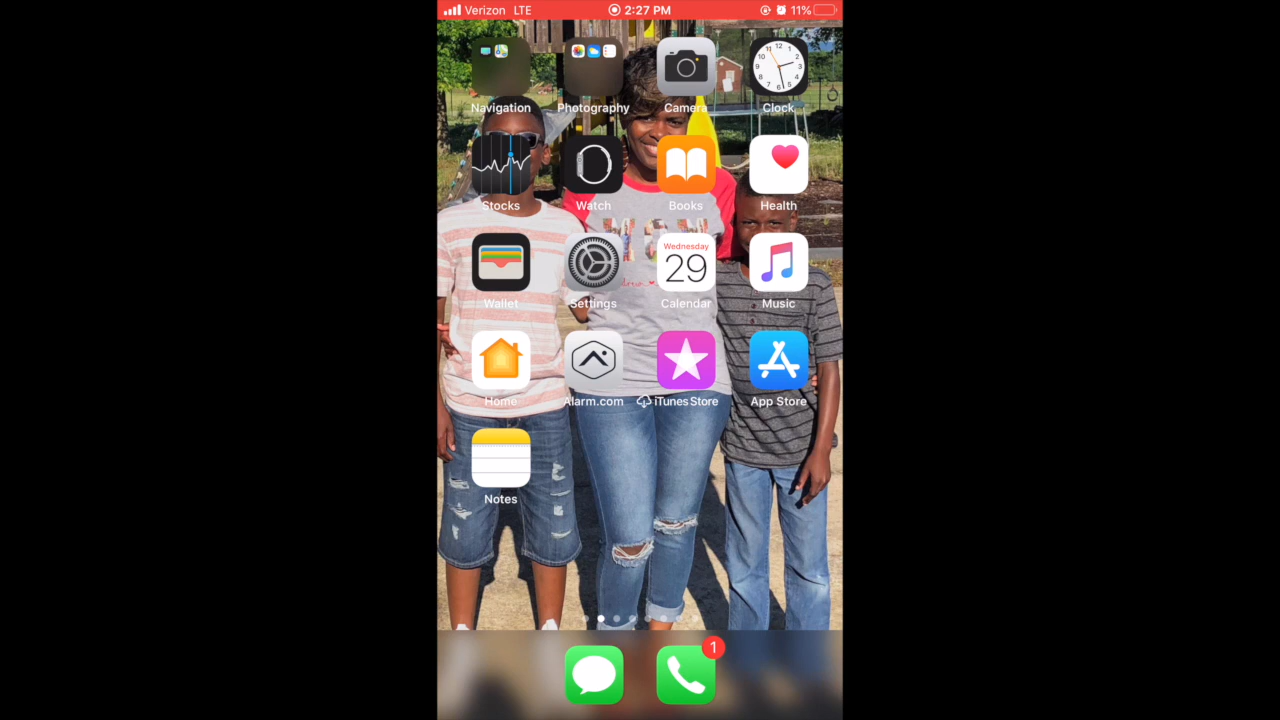 Verizon LTE 2:27 PM 11%
Navigation Photography Camera Clock
Stocks Watch Books Health
Wednesday
29
Wallet Settings Calendar Music
Home Alarm.com iTunes Store App Store
Notes
1